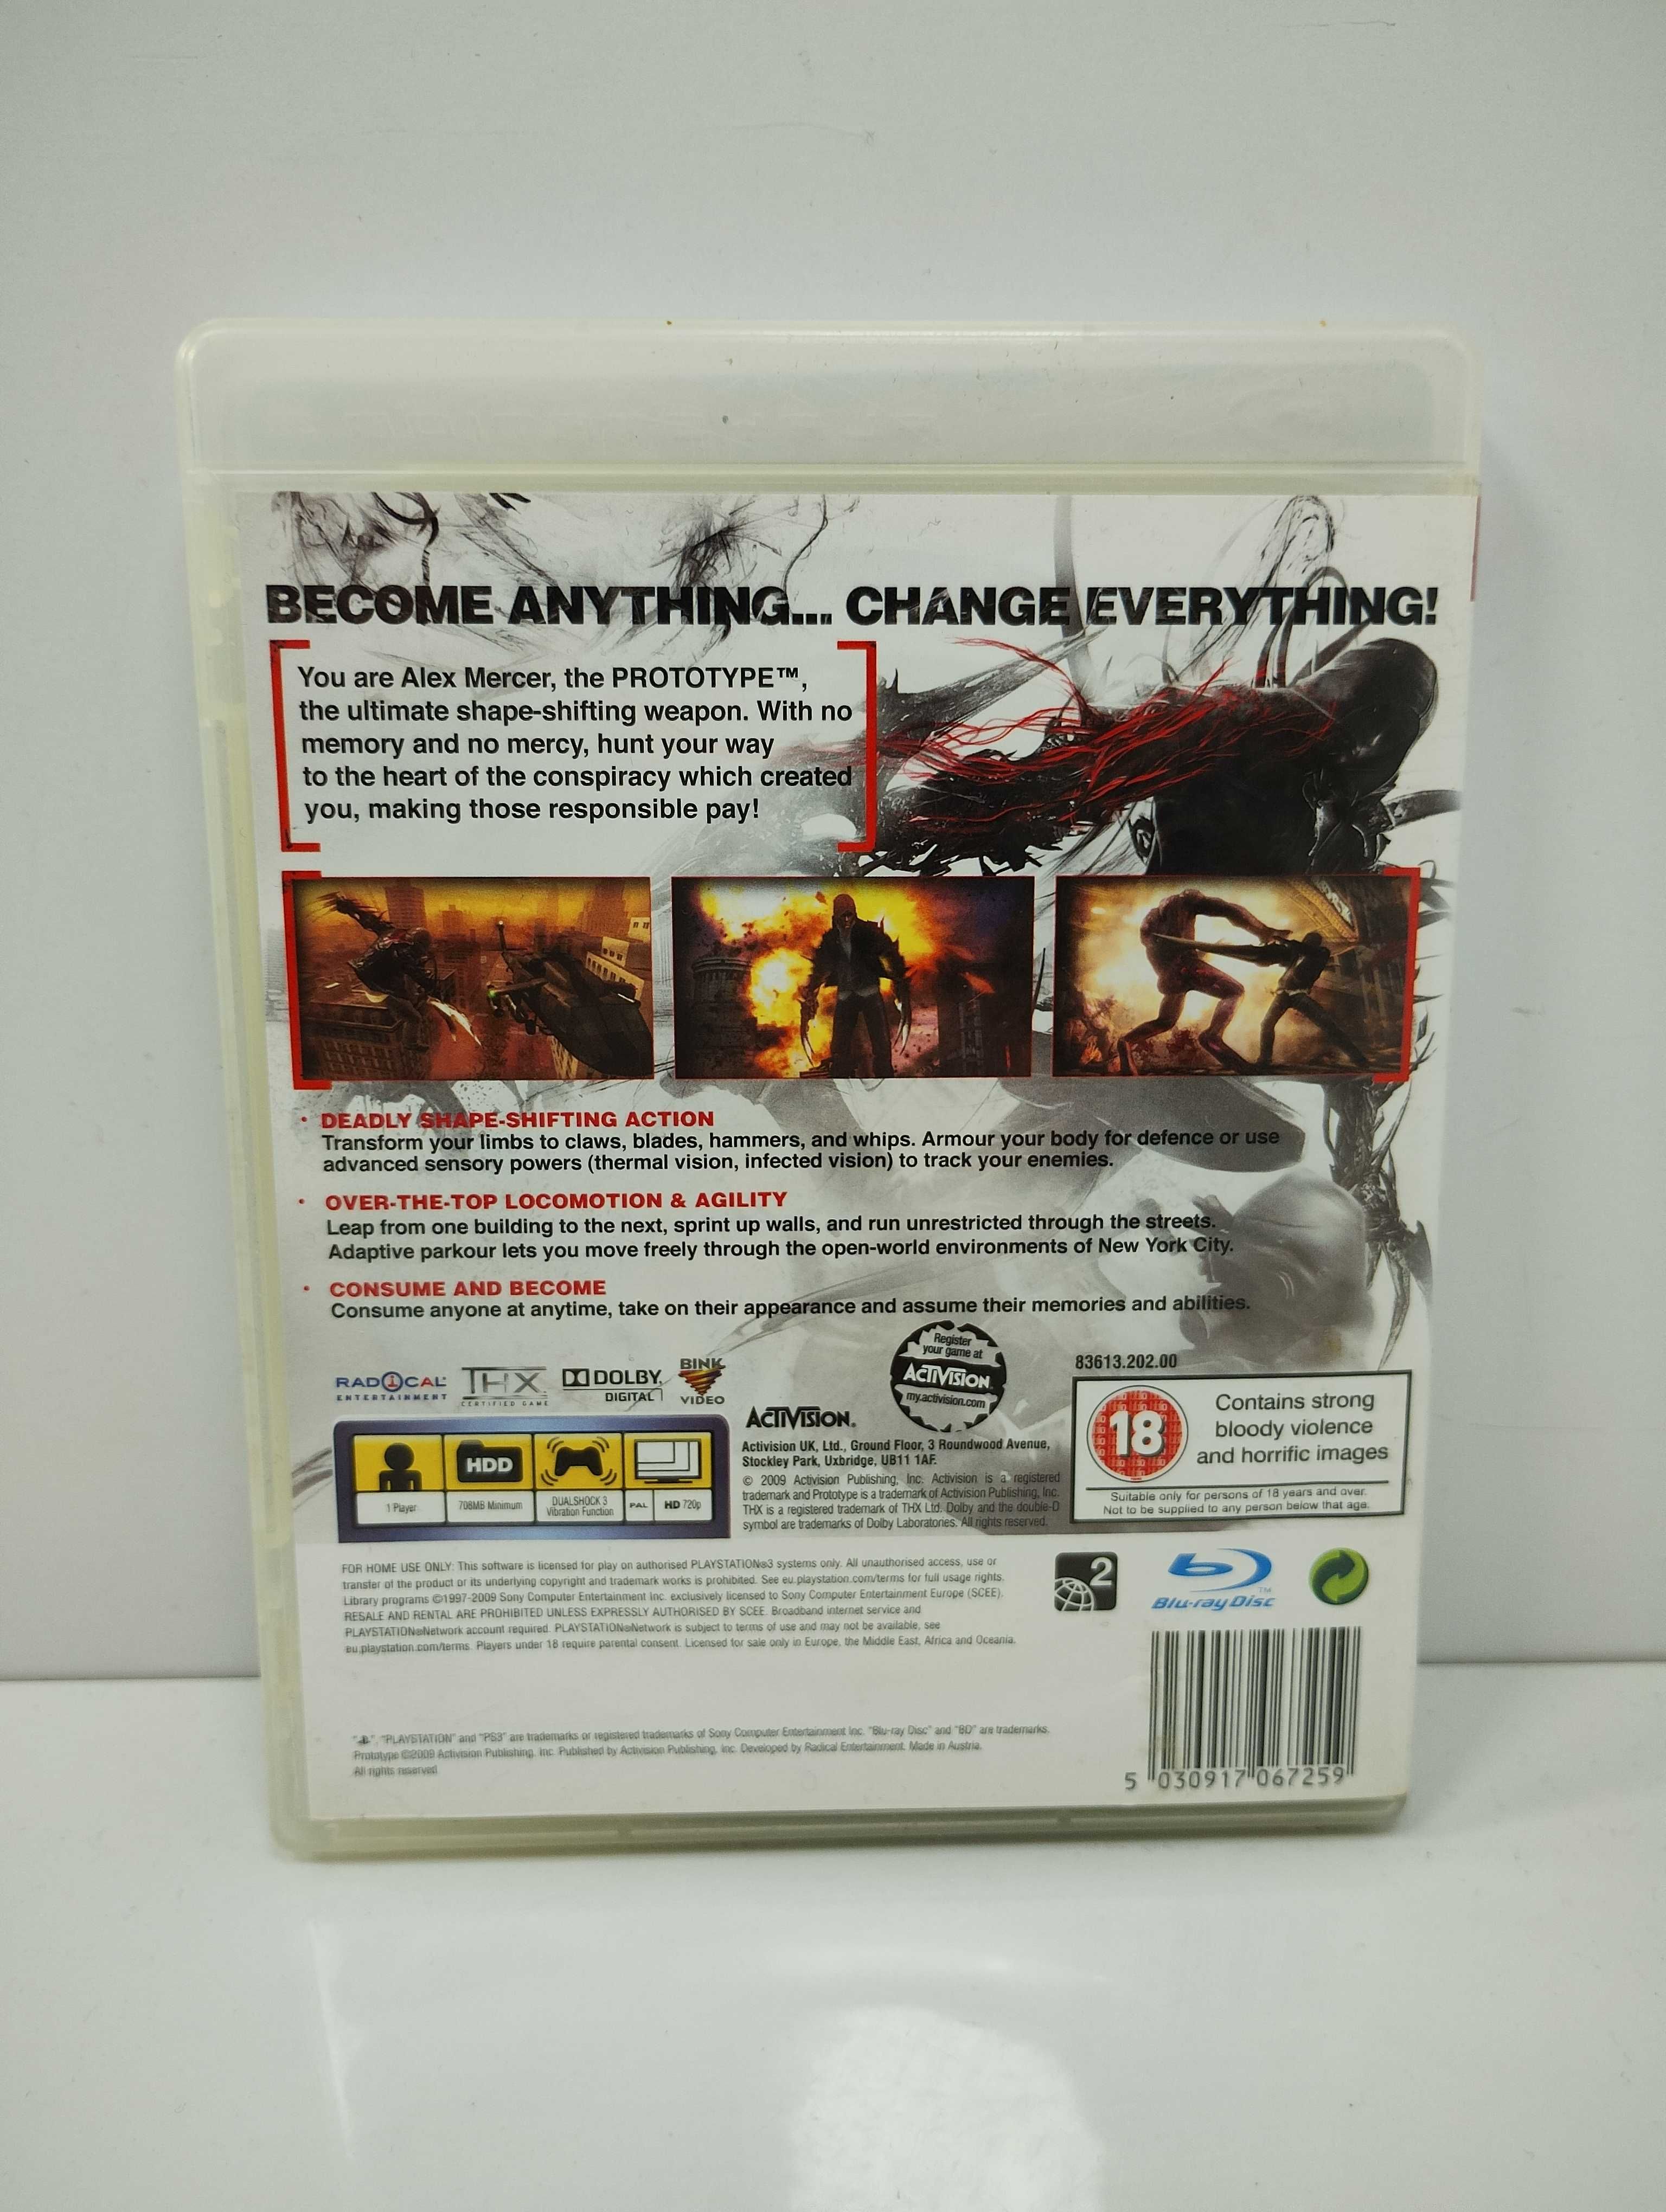 BECOME ANYTHING... CHANGE EVERYTHING!
You are Alex Mercer, the PROTOTYPE™,
the ultimate shape-shifting weapon. With no
memory and no mercy, hunt your way
to the heart of the conspiracy which created
you, making those responsible pay!
• DEADLY SHAPE-SHIFTING ACTION
Transform your limbs to claws, blades, hammers, and whips. Armour your body for defence or use
advanced sensory powers (thermal vision, infected vision) to track your enemies.
• OVER-THE-TOP LOCOMOTION & AGILITY
Leap from one building to the next, sprint up walls, and run unrestricted through the streets.
Adaptive parkour lets you move freely through the open-world environments of New York City.
• CONSUME AND BECOME
Consume anyone at anytime, take on their appearance and assume their memories and abilities.
RADICAL
ENTERTAINMENT
THX
CERTIFIED GAME
DOLBY
DIGITAL
BINK
VIDEO
Register
your game at
ACTIVISION
my.activision.com
ACTIVISION.
Activision UK, Ltd., Ground Floor, 3 Roundwood Avenue,
Stockley Park, Uxbridge, UB11 1AF.
© 2009 Activision Publishing, Inc. Activision is a registered
trademark and Prototype is a trademark of Activision Publishing, Inc.
THX is a registered trademark of THX Ltd. Dolby and the double-D
symbol are trademarks of Dolby Laboratories. All rights reserved.
83613.202.00
18
Contains strong
bloody violence
and horrific images
Suitable only for persons of 18 years and over.
Not to be supplied to any person below that age.
HDD
1 Player
708MB Minimum
DUALSHOCK 3
Vibration Function
PAL
HD 720p
FOR HOME USE ONLY: This software is licensed for play on authorised PLAYSTATION®3 systems only. All unauthorised access, use or
transfer of the product or its underlying copyright and trademark works is prohibited. See eu.playstation.com/terms for full usage rights.
Library programs ©1997-2009 Sony Computer Entertainment Inc. exclusively licensed to Sony Computer Entertainment Europe (SCEE).
RESALE AND RENTAL ARE PROHIBITED UNLESS EXPRESSLY AUTHORISED BY SCEE. Broadband internet service and
PLAYSTATION®Network account required. PLAYSTATION®Network is subject to terms of use and may not be available, see
eu.playstation.com/terms. Players under 18 require parental consent. Licensed for sale only in Europe, the Middle East, Africa and Oceania.
2
Blu-ray Disc™
"PLAYSTATION" and "PS3" are trademarks or registered trademarks of Sony Computer Entertainment Inc. "Blu-ray Disc" and "BD" are trademarks.
Prototype ©2009 Activision Publishing, Inc. Published by Activision Publishing, Inc. Developed by Radical Entertainment. Made in Austria.
All rights reserved
5 030917 067259